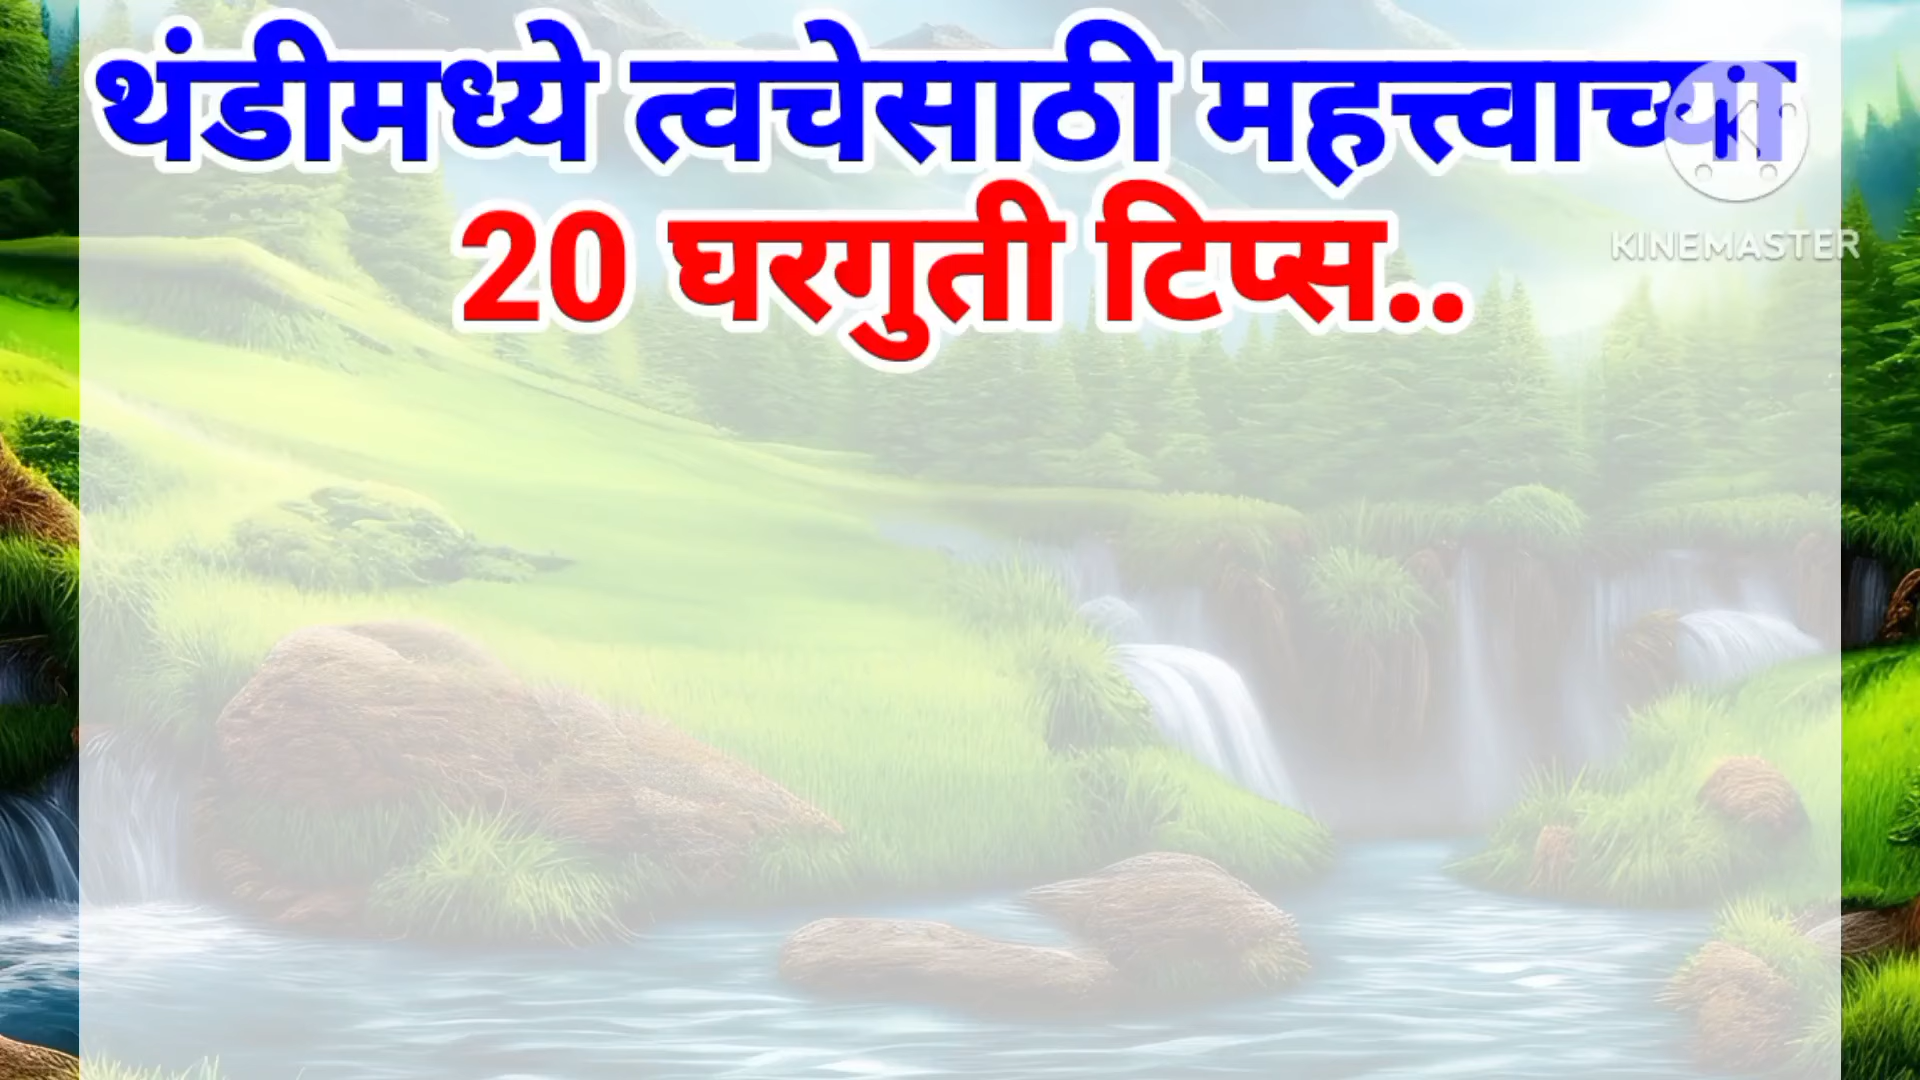 थंडीमध्ये त्वचेसाठी महत्त्वाच्यां
20 घरगुती टिप्स..
K
KINEMASTER